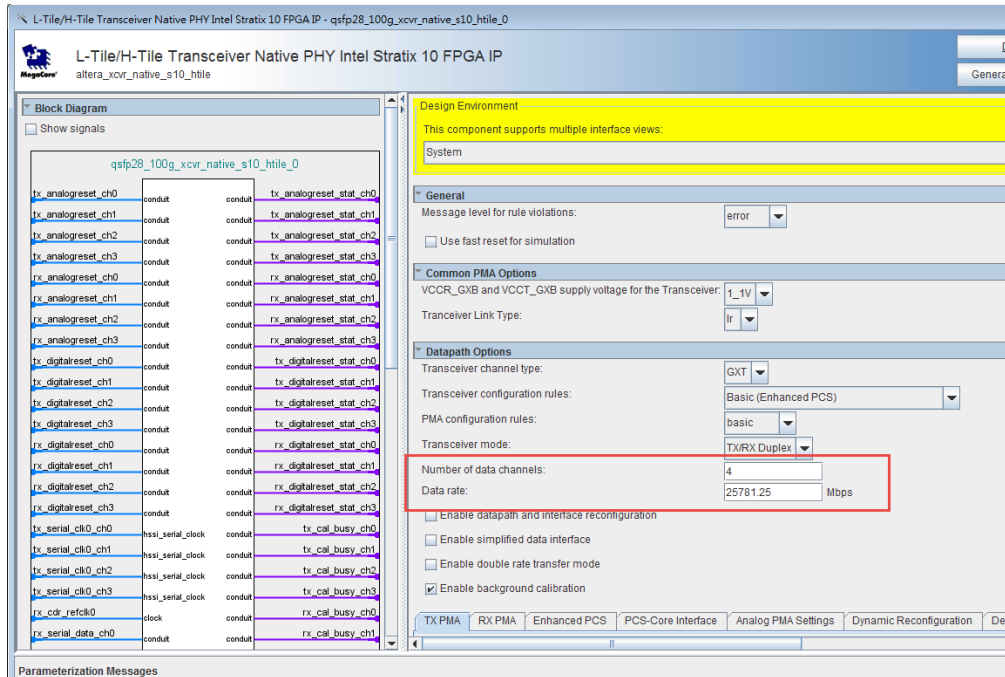 L-Tile/H-Tile Transceiver Native PHY Intel Stratix 10 FPGA IP - qsfp28_100g_xcvr_native_s10_htile_0
L-Tile/H-Tile Transceiver Native PHY Intel Stratix 10 FPGA IP
MegaCore®
altera_xcvr_native_s10_htile
Genera
Block Diagram
Show signals
qsfp28_100g_xcvr_native_s10_htile_0
tx_analogreset_ch0 conduit conduit tx_analogreset_stat_ch0
tx_analogreset_ch1 conduit conduit tx_analogreset_stat_ch1
tx_analogreset_ch2 conduit conduit tx_analogreset_stat_ch2
tx_analogreset_ch3 conduit conduit tx_analogreset_stat_ch3
rx_analogreset_ch0 conduit conduit rx_analogreset_stat_ch0
rx_analogreset_ch1 conduit conduit rx_analogreset_stat_ch1
rx_analogreset_ch2 conduit conduit rx_analogreset_stat_ch2
rx_analogreset_ch3 conduit conduit rx_analogreset_stat_ch3
tx_digitalreset_ch0 conduit conduit tx_digitalreset_stat_ch0
tx_digitalreset_ch1 conduit conduit tx_digitalreset_stat_ch1
tx_digitalreset_ch2 conduit conduit tx_digitalreset_stat_ch2
tx_digitalreset_ch3 conduit conduit tx_digitalreset_stat_ch3
rx_digitalreset_ch0 conduit conduit rx_digitalreset_stat_ch0
rx_digitalreset_ch1 conduit conduit rx_digitalreset_stat_ch1
rx_digitalreset_ch2 conduit conduit rx_digitalreset_stat_ch2
rx_digitalreset_ch3 conduit conduit rx_digitalreset_stat_ch3
tx_serial_clk0_ch0 hssi_serial_clock conduit tx_cal_busy_ch0
tx_serial_clk0_ch1 hssi_serial_clock conduit tx_cal_busy_ch1
tx_serial_clk0_ch2 hssi_serial_clock conduit tx_cal_busy_ch2
tx_serial_clk0_ch3 hssi_serial_clock conduit tx_cal_busy_ch3
rx_cdr_refclk0 clock conduit rx_cal_busy_ch0
rx_serial_data_ch0 conduit conduit rx_cal_busy_ch1
Design Environment
This component supports multiple interface views:
System
General
Message level for rule violations: error
Use fast reset for simulation
Common PMA Options
VCCR_GXB and VCCT_GXB supply voltage for the Transceiver: 1_1V
Tranceiver Link Type: lr
Datapath Options
Transceiver channel type: GXT
Transceiver configuration rules: Basic (Enhanced PCS)
PMA configuration rules: basic
Transceiver mode: TX/RX Duplex
Number of data channels: 4
Data rate: 25781.25 Mbps
Enable datapath and interface reconfiguration
Enable simplified data interface
Enable double rate transfer mode
Enable background calibration
TX PMA RX PMA Enhanced PCS PCS-Core Interface Analog PMA Settings Dynamic Reconfiguration De
Parameterization Messages